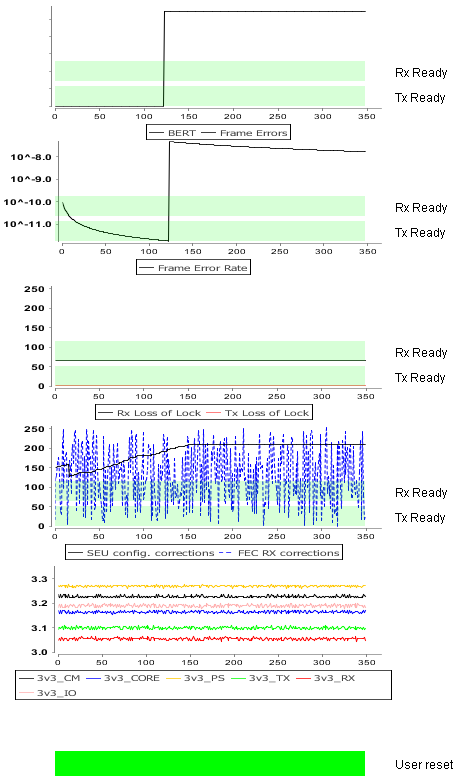 Rx Ready
Tx Ready
0 50 100 150 200 250 300 350
BERT Frame Errors
10^-8.0
10^-9.0
10^-10.0
Rx Ready
10^-11.0
Tx Ready
0 50 100 150 200 250 300 350
Frame Error Rate
250
200
150
100
Rx Ready
50
Tx Ready
0
0 50 100 150 200 250 300 350
Rx Loss of Lock Tx Loss of Lock
250
200
150
100
Rx Ready
50
Tx Ready
0
0 50 100 150 200 250 300 350
SEU config. corrections FEC RX corrections
3.3
3.2
3.1
3.0
0 50 100 150 200 250 300 350
3v3_CM 3v3_CORE 3v3_PS 3v3_TX 3v3_RX
3v3_IO
User reset